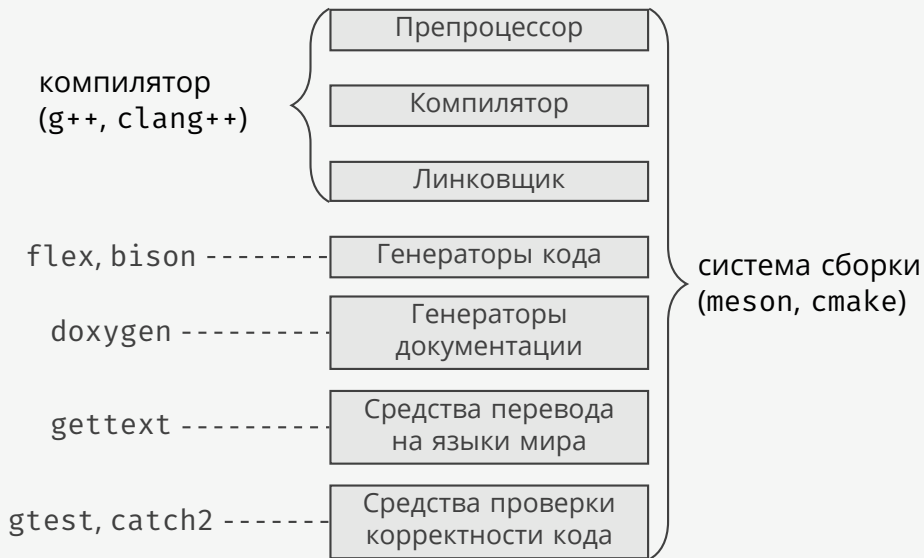 Препроцессор
компилятор
(g++, clang++)
Компилятор
Линковщик
flex, bison
Генераторы кода
система сборки
(meson, cmake)
doxygen
Генераторы
документации
gettext
Средства перевода
на языки мира
gtest, catch2
Средства проверки
корректности кода